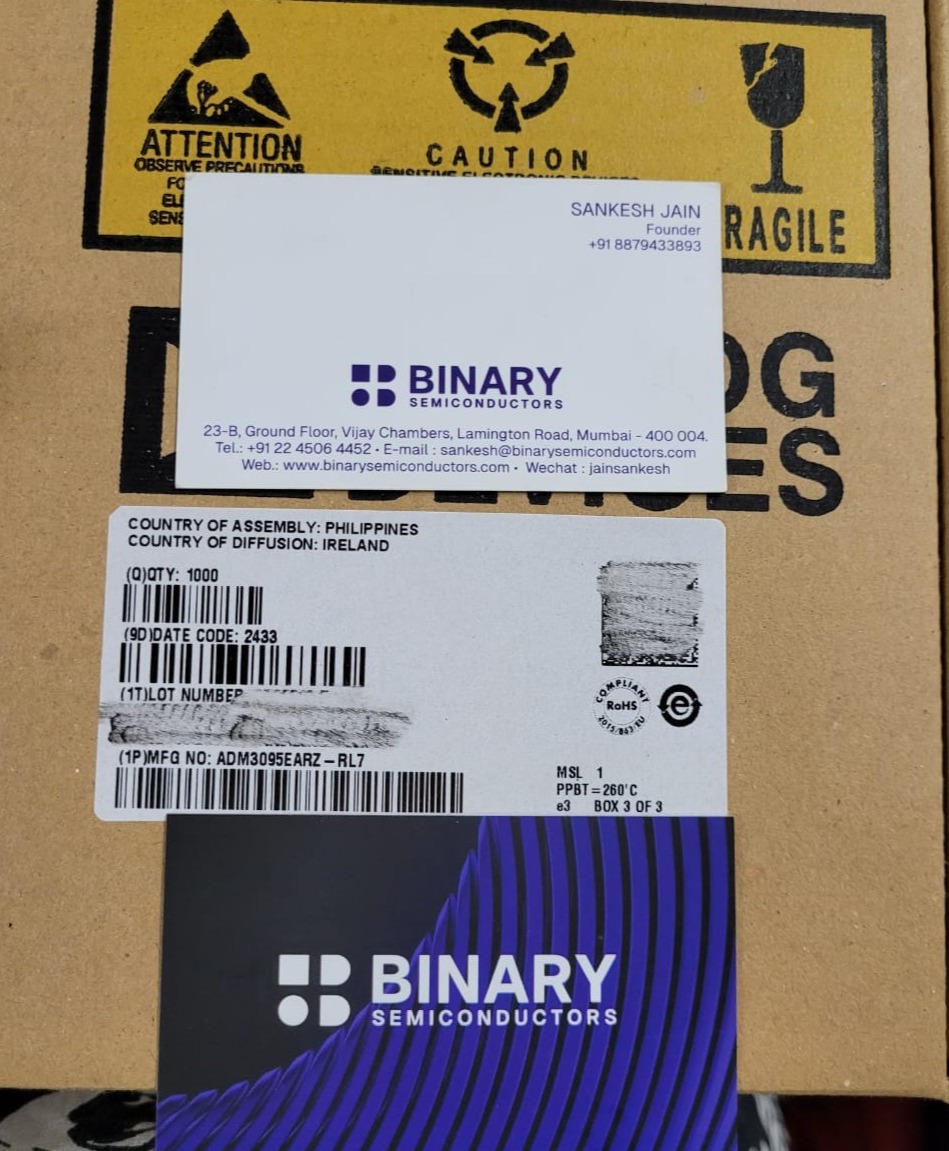 ATTENTION
OBSERVE PRECAUTIONS
CAUTION
SENSITIVE ELECTRONIC DEVICES
RAGILE
SANKESH JAIN
Founder
+91 8879433893
BINARY
SEMICONDUCTORS
23-B, Ground Floor, Vijay Chambers, Lamington Road, Mumbai - 400 004.
Tel.: +91 22 4506 4452 • E-mail : sankesh@binarysemiconductors.com
Web.: www.binarysemiconductors.com • Wechat : jainsankesh
OG
ES
COUNTRY OF ASSEMBLY: PHILIPPINES
COUNTRY OF DIFFUSION: IRELAND
(Q)QTY: 1000
(9D)DATE CODE: 2433
(1T)LOT NUMBER
(1P)MFG NO: ADM3095EARZ-RL7
COMPLIANT
RoHS
2015/863/EU
e
MSL 1
PPBT=260'C
e3 BOX 3 OF 3
BINARY
SEMICONDUCTORS